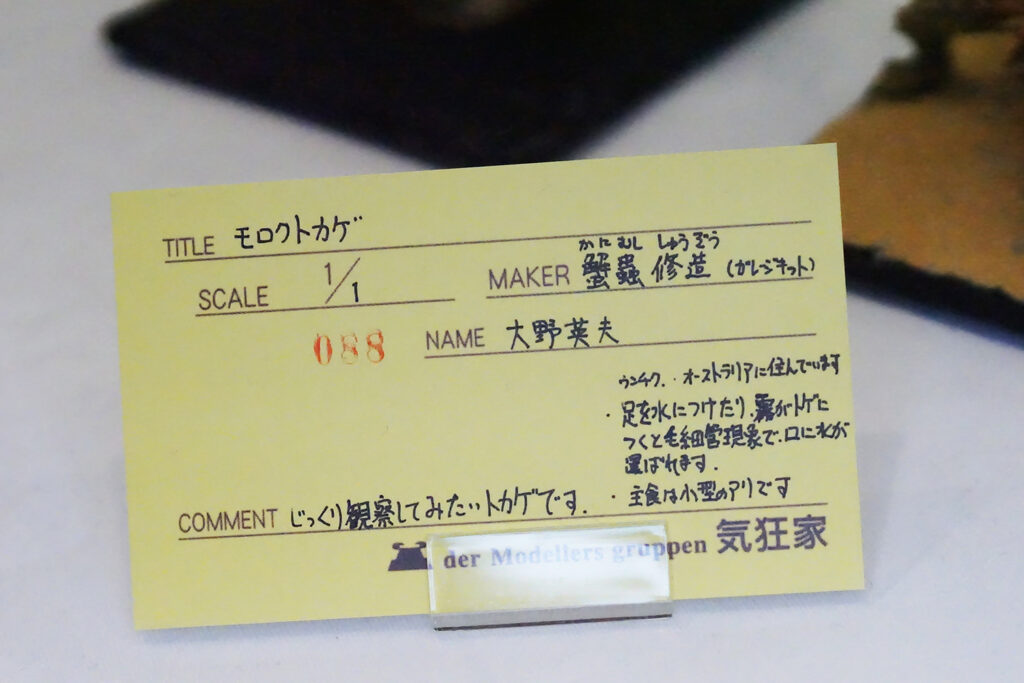 TITLE モロクトカゲ
SCALE 1/1
かにむし しゅうぞう
MAKER 蟹蟲 修造 (ガレージキット)
088
NAME 大野英夫
ウンチク.・オーストラリアに住んでいます
・足を水につけたり、霧がトゲに
つくと毛細管現象で、口に水が
運ばれます.
・主食は小型のアリです
COMMENT じっくり観察してみたいトカゲです.
der Modellers gruppen 気狂家